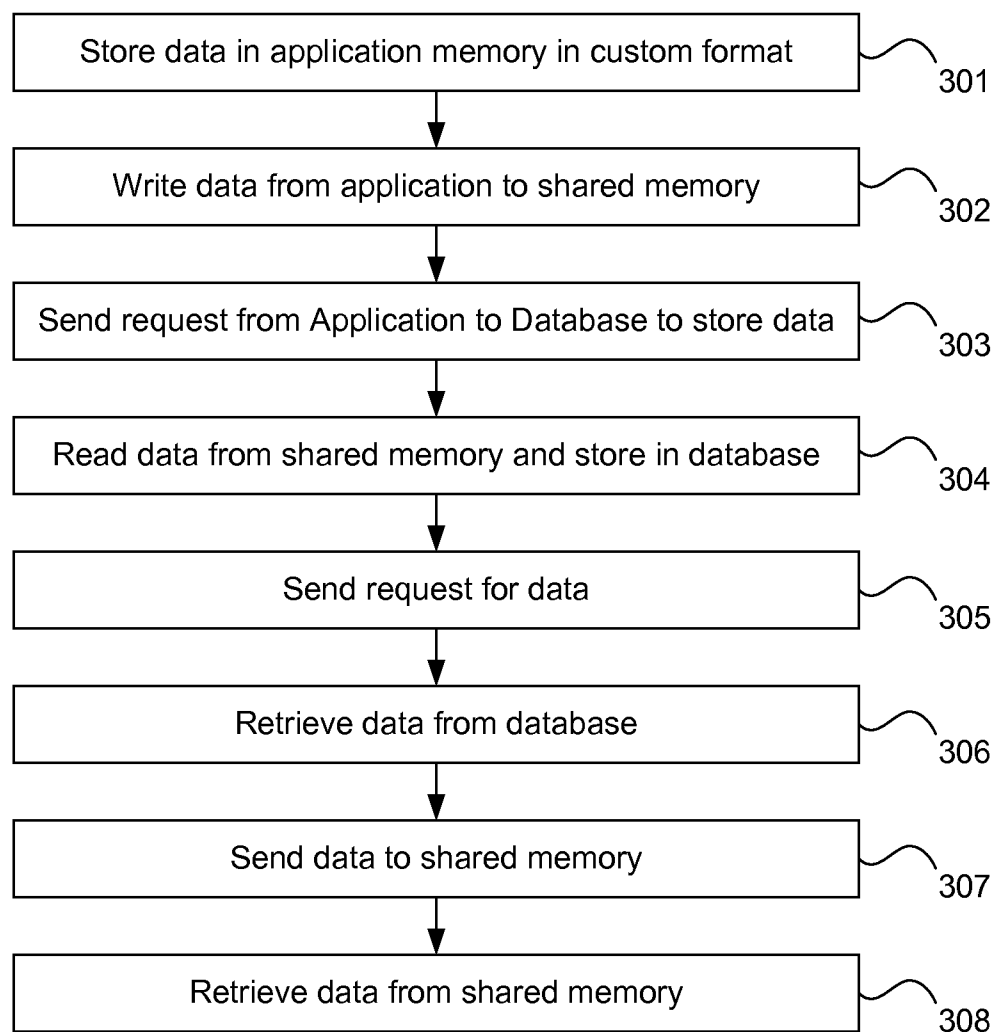 Store data in application memory in custom format
301
Write data from application to shared memory
302
Send request from Application to Database to store data
303
Read data from shared memory and store in database
304
Send request for data
305
Retrieve data from database
306
Send data to shared memory
307
Retrieve data from shared memory
308